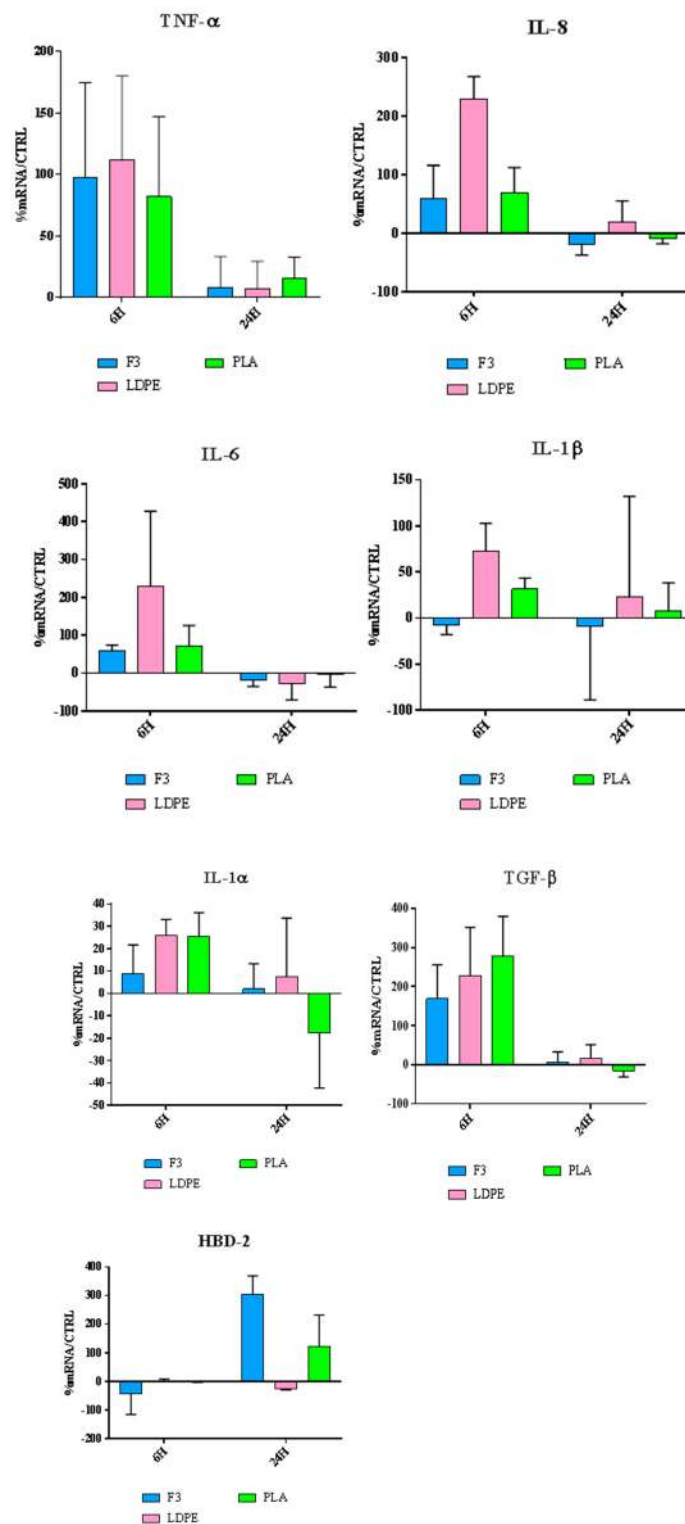 TNF-α
200
150
100
50
0
%mRNA/CTRL
6H
24H
F3
PLA
LDPE
IL-8
300
200
100
0
-100
%mRNA/CTRL
6H
24H
F3
PLA
LDPE
IL-6
500
400
300
200
100
0
-100
%mRNA/CTRL
6H
24H
F3
PLA
LDPE
IL-1β
150
100
50
0
-50
-100
%mRNA/CTRL
6H
24H
F3
PLA
LDPE
IL-1α
40
30
20
10
0
-10
-20
-30
-40
-50
%mRNA/CTRL
6H
24H
F3
PLA
LDPE
TGF-β
400
300
200
100
0
-100
%mRNA/CTRL
6H
24H
F3
PLA
LDPE
HBD-2
400
300
200
100
0
-100
-200
%mRNA/CTRL
6H
24H
F3
PLA
LDPE